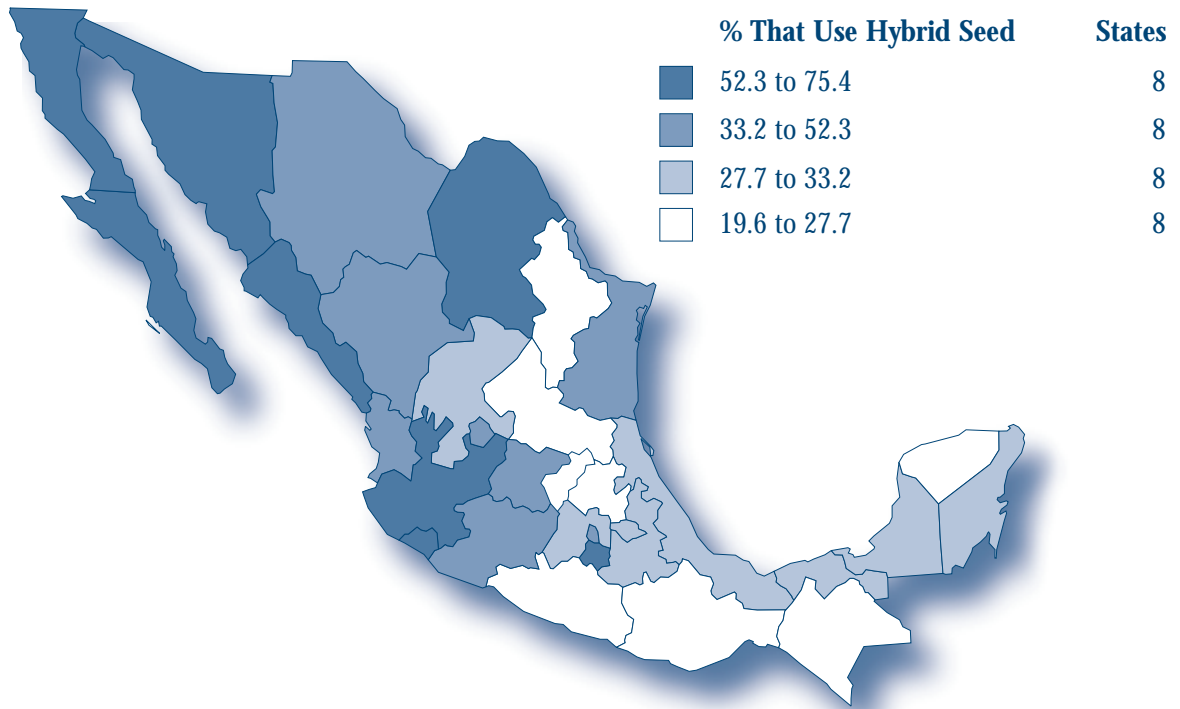 % That Use Hybrid Seed States
52.3 to 75.4 8
33.2 to 52.3 8
27.7 to 33.2 8
19.6 to 27.7 8